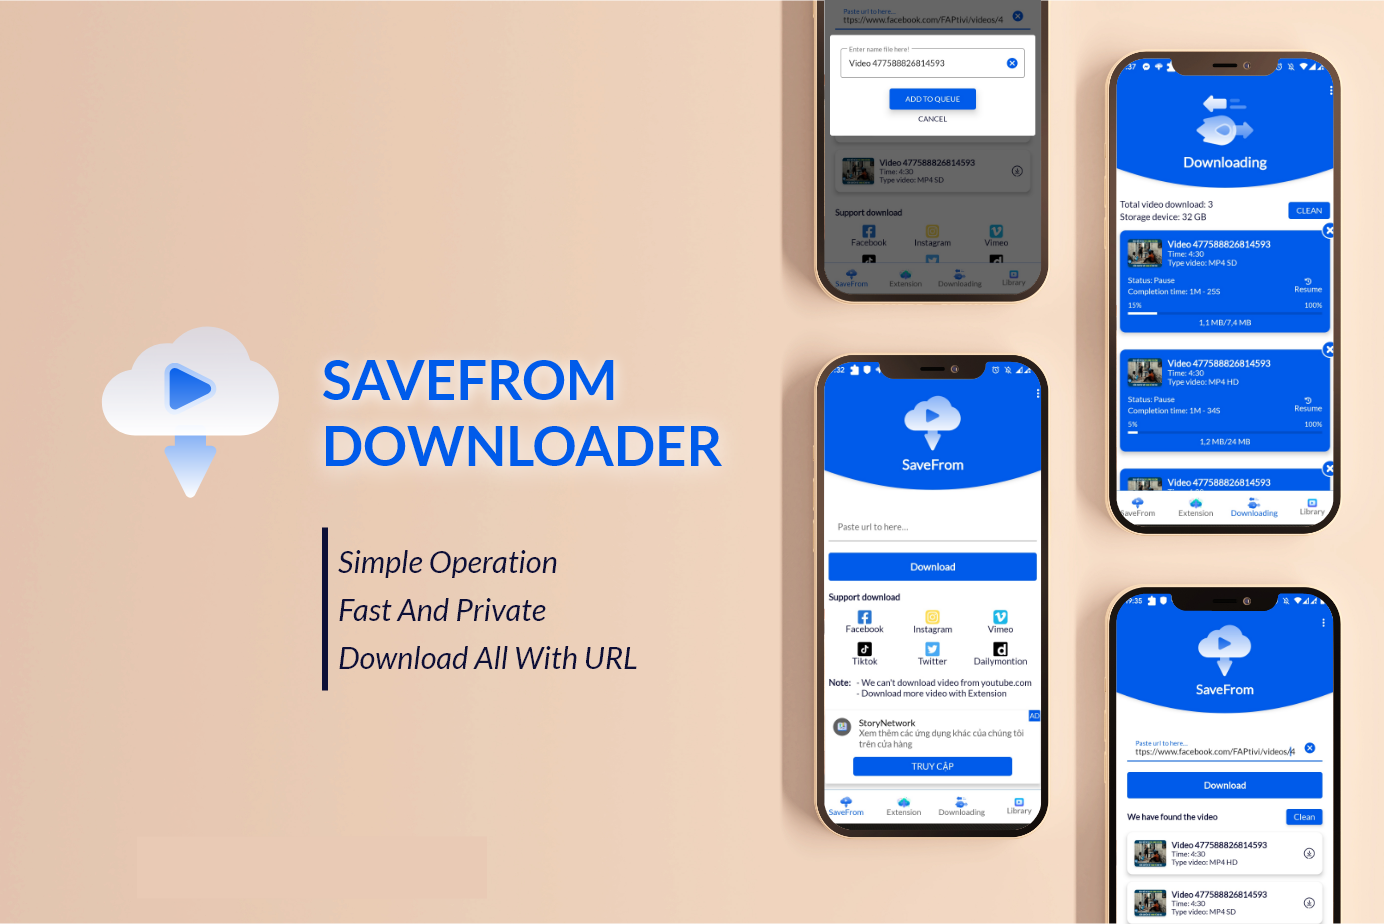 SAVEFROM
DOWNLOADER
Simple Operation
Fast And Private
Download All With URL
Paste url to here...
ttps://www.facebook.com/FAPtivi/videos/4
Enter name file here!
Video 477588826814593
ADD TO QUEUE
CANCEL
Video 477588826814593
Time: 4:30
Type video: MP4 SD
Support download
Facebook Instagram Vimeo
SaveFrom Extension Downloading Library
:32
SaveFrom
Paste url to here...
Download
Support download
Facebook Instagram Vimeo
Tiktok Twitter Dailymontion
Note: - We can't download video from youtube.com
- Download more video with Extension
AD
StoryNetwork
Xem thêm các ứng dụng khác của chúng tôi
trên cửa hàng
TRUY CẬP
SaveFrom Extension Downloading Library
:37
Downloading
Total video download: 3
Storage device: 32 GB
CLEAN
Video 477588826814593
Time: 4:30
Type video: MP4 SD
Status: Pause
Completion time: 1M - 25S
Resume
15% 100%
1,1 MB/7,4 MB
Video 477588826814593
Time: 4:30
Type video: MP4 HD
Status: Pause
Completion time: 1M - 34S
Resume
5% 100%
1,2 MB/24 MB
Video 477588826814593
SaveFrom Extension Downloading Library
9:35
SaveFrom
Paste url to here...
ttps://www.facebook.com/FAPtivi/videos/4
Download
We have found the video
Clean
Video 477588826814593
Time: 4:30
Type video: MP4 HD
Video 477588826814593
Time: 4:30
Type video: MP4 SD